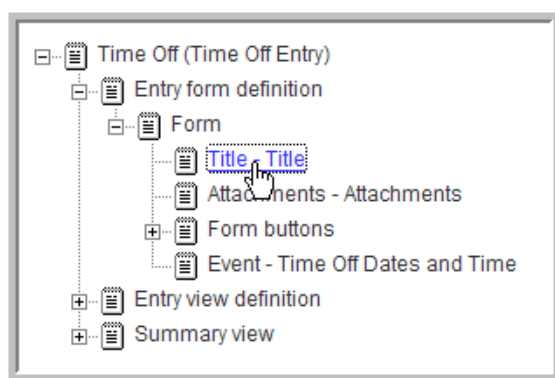 Time Off (Time Off Entry)
Entry form definition
Form
Title - Title
Attachments - Attachments
Form buttons
Event - Time Off Dates and Time
Entry view definition
Summary view